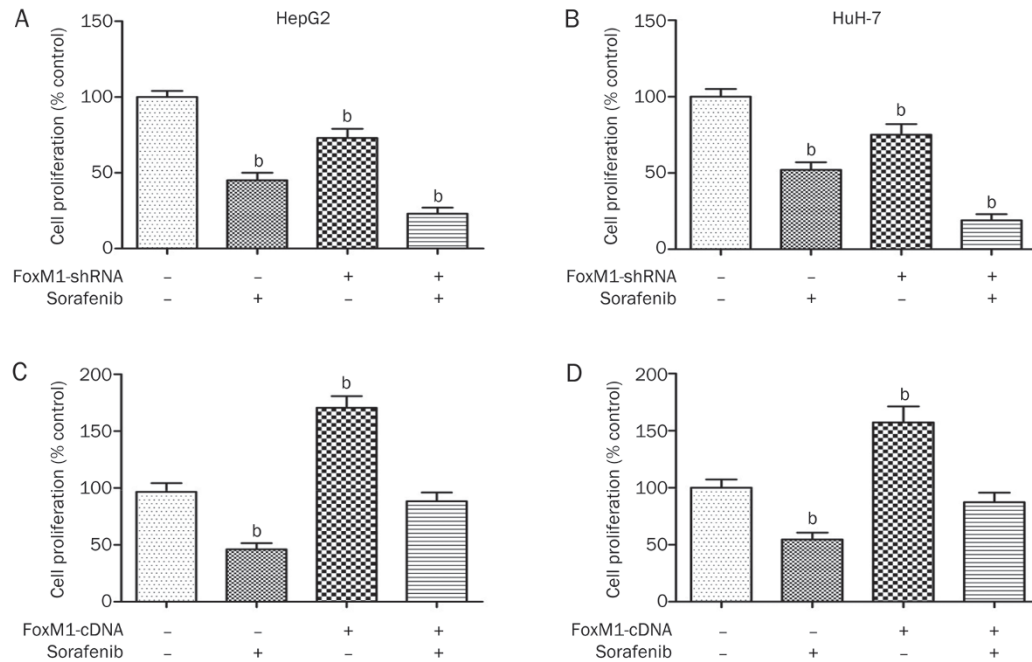 A
HepG2
Cell proliferation (% control)
150
100
50
0
b
b
b
FoxM1-shRNA – – + +
Sorafenib – + – +
B
HuH-7
Cell proliferation (% control)
150
100
50
0
b
b
b
FoxM1-shRNA – – + +
Sorafenib – + – +
C
Cell proliferation (% control)
200
150
100
50
0
b
b
FoxM1-cDNA – – + +
Sorafenib – + – +
D
Cell proliferation (% control)
200
150
100
50
0
b
b
FoxM1-cDNA – – + +
Sorafenib – + – +